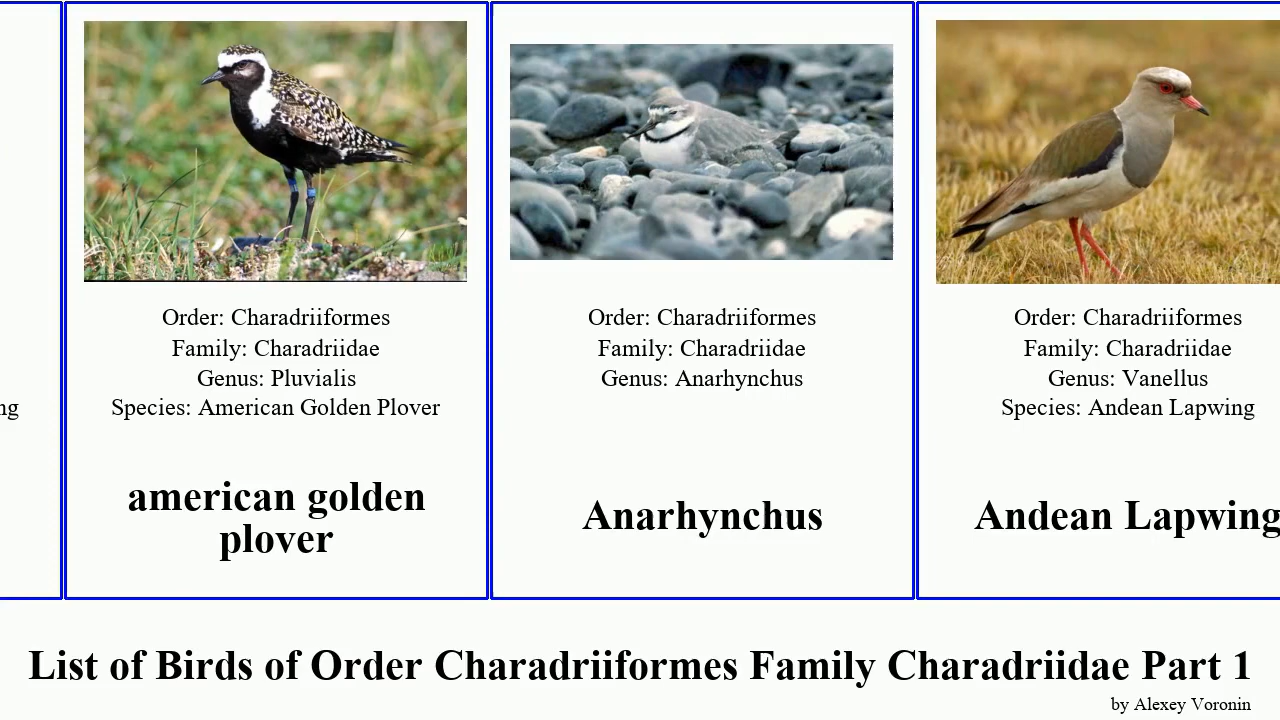 ng
Order: Charadriiformes
Family: Charadriidae
Genus: Pluvialis
Species: American Golden Plover
american golden
plover
Order: Charadriiformes
Family: Charadriidae
Genus: Anarhynchus
Anarhynchus
Order: Charadriiformes
Family: Charadriidae
Genus: Vanellus
Species: Andean Lapwing
Andean Lapwing
List of Birds of Order Charadriiformes Family Charadriidae Part 1
by Alexey Voronin